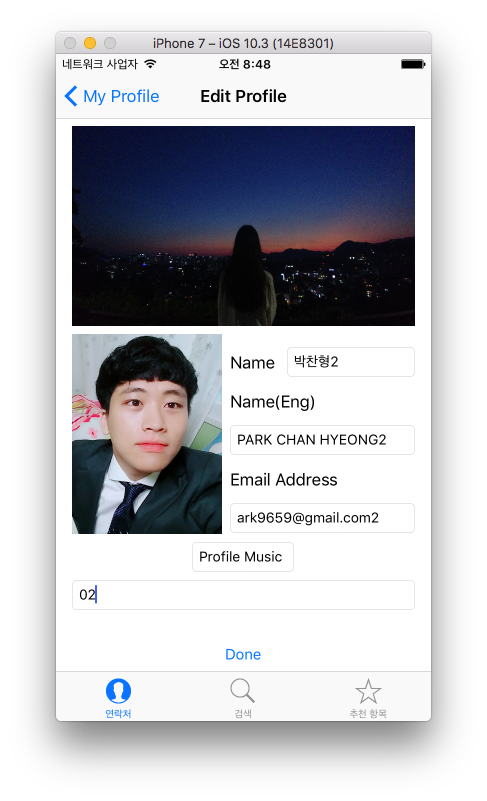 iPhone 7 – iOS 10.3 (14E8301)
네트워크 사업자 오전 8:48
My Profile Edit Profile
Name 박찬형2
Name(Eng)
PARK CHAN HYEONG2
Email Address
ark9659@gmail.com2
Profile Music
02
Done
연락처 검색 추천 항목